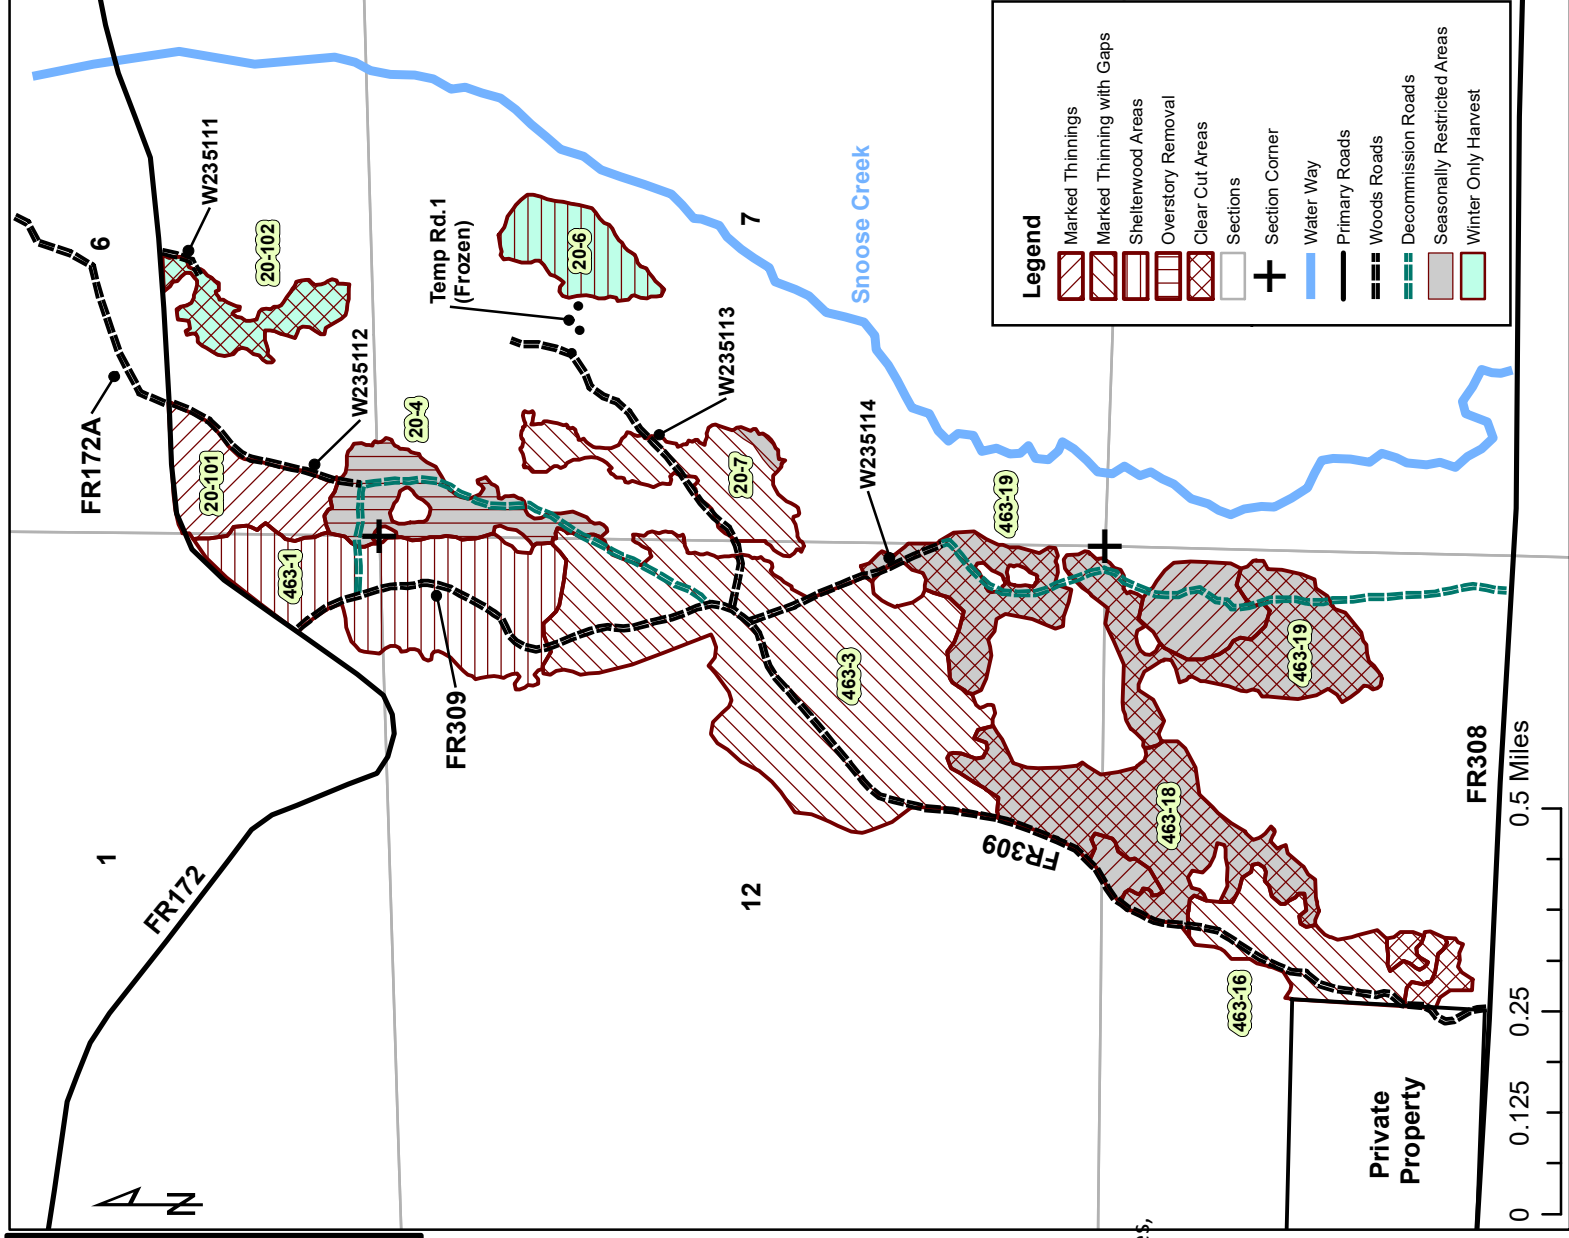 6
W235111
20-102
FR172A
W235112
20-4
20-101
463-1
Temp Rd.1
(Frozen)
20-6
7
W235113
20-7
Snoose Creek
W235114
463-19
463-3
FR309
FR309
463-19
463-18
463-16
1
FR172
12
FR308
Private
Property
N
Legend
Marked Thinnings
Marked Thinning with Gaps
Shelterwood Areas
Overstory Removal
Clear Cut Areas
Sections
Section Corner
Water Way
Primary Roads
Woods Roads
Decommission Roads
Seasonally Restricted Areas
Winter Only Harvest
0 0.125 0.25 0.5 Miles